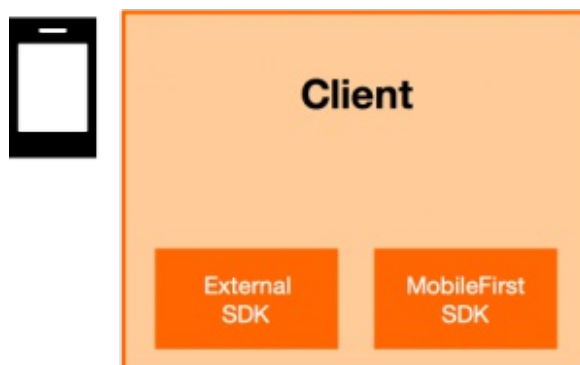 Client
External
SDK
MobileFirst
SDK